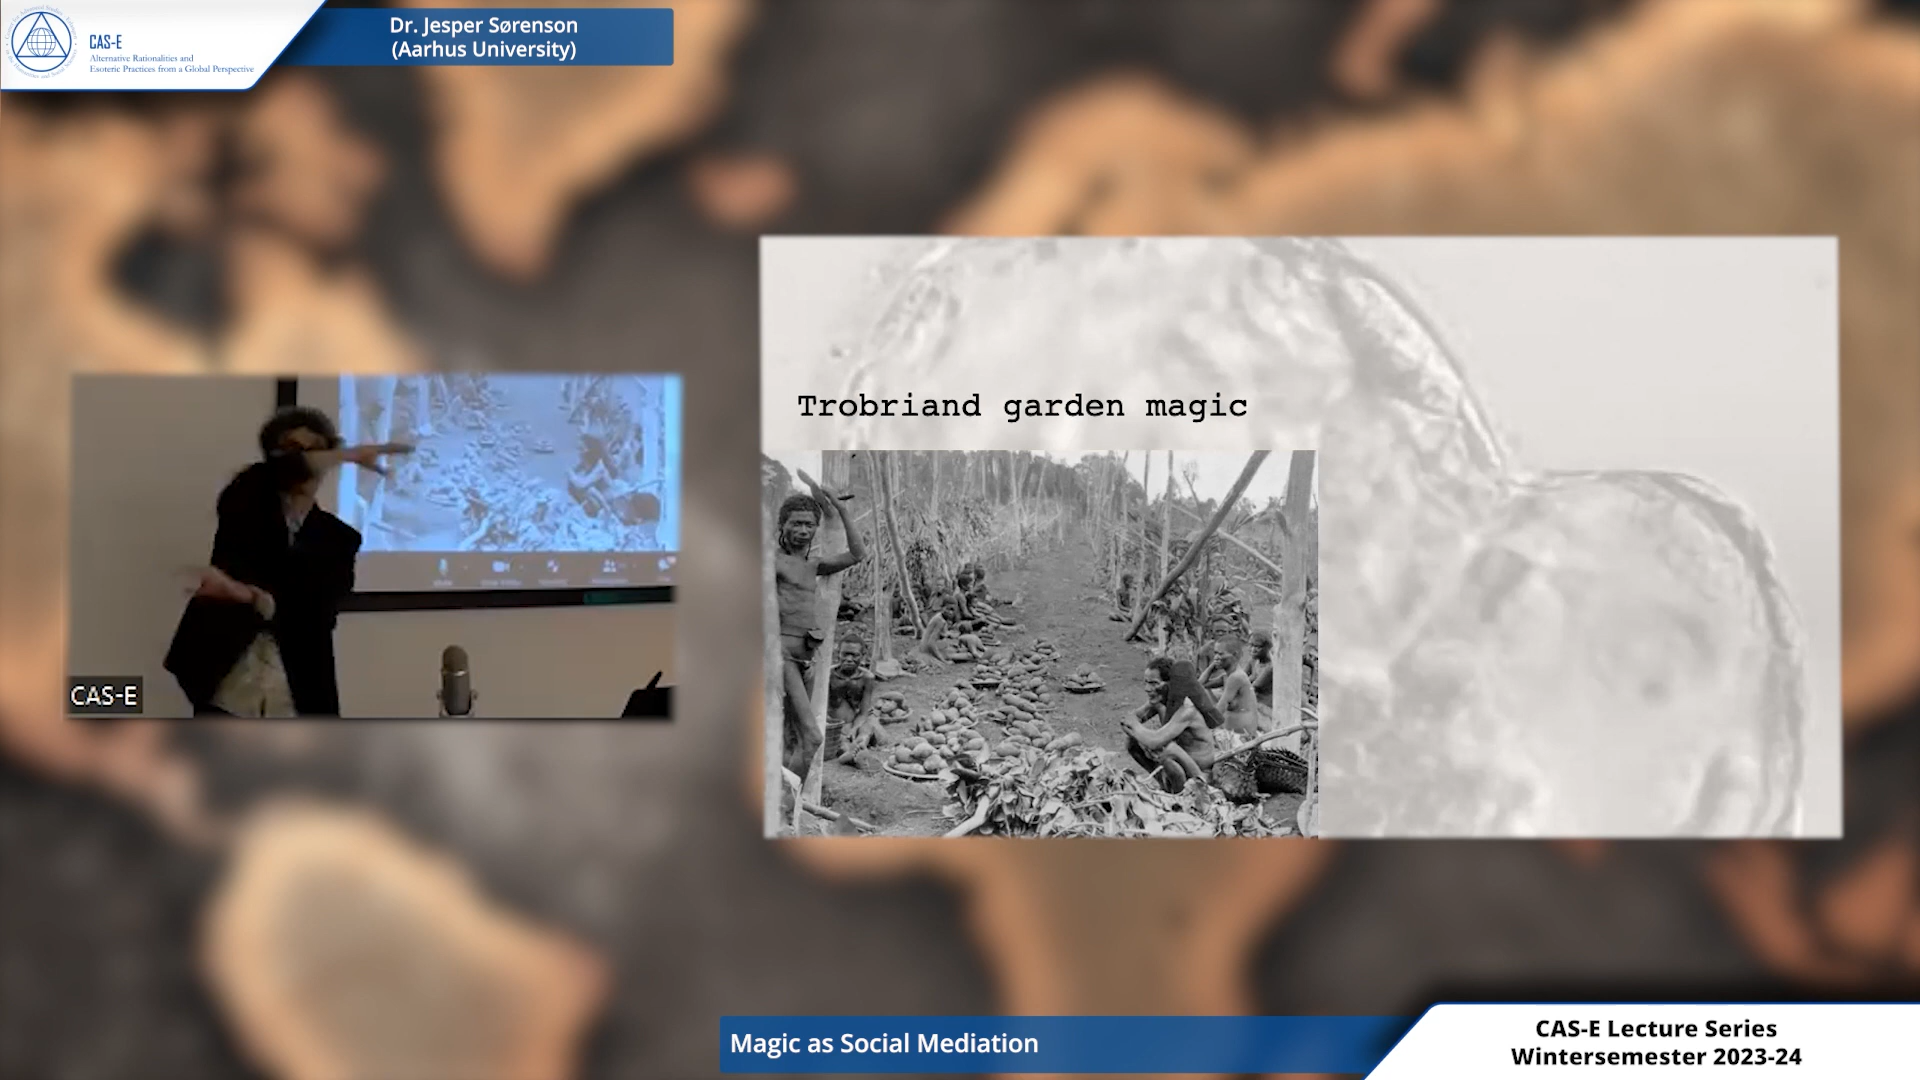 CAS-E
Alternative Rationalities and
Esoteric Practices from a Global Perspective
Dr. Jesper Sørenson
(Aarhus University)
Trobriand garden magic
CAS-E
Magic as Social Mediation
CAS-E Lecture Series
Wintersemester 2023-24